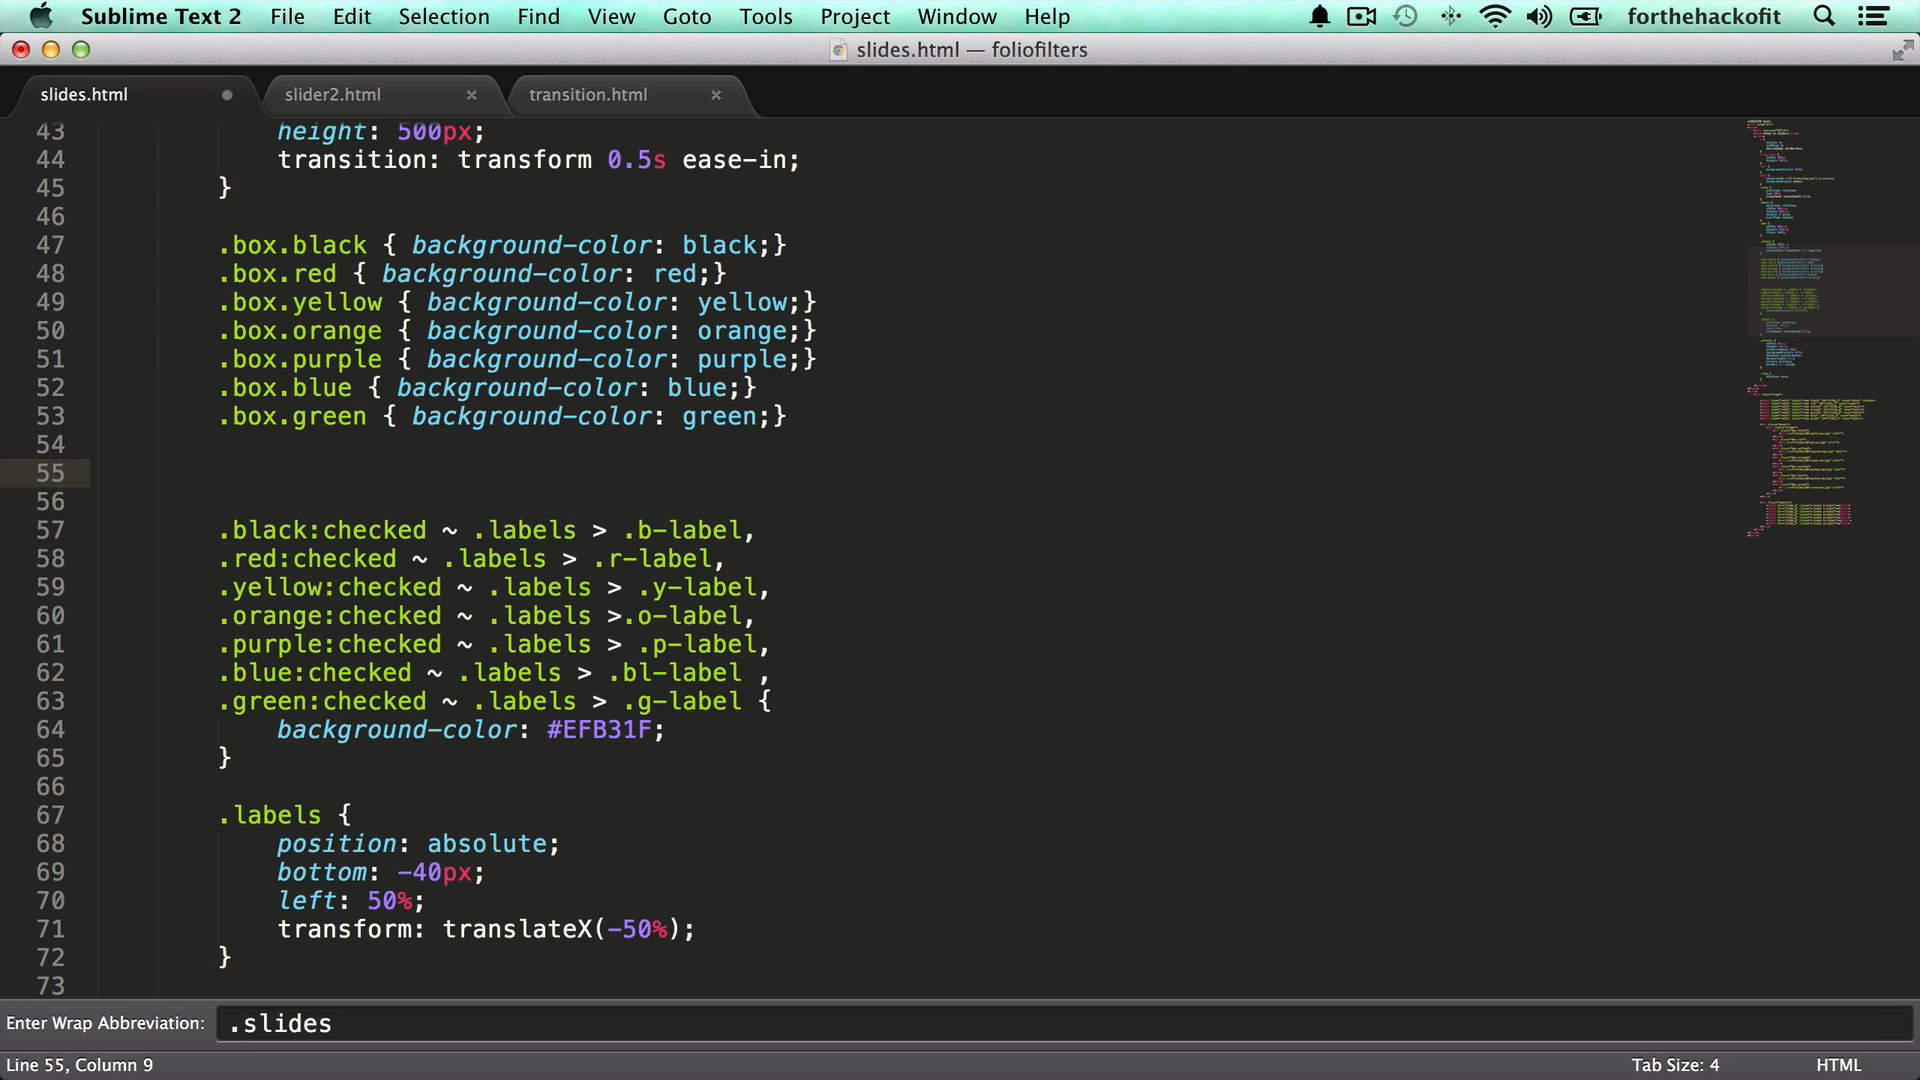 Sublime Text 2 File Edit Selection Find View Goto Tools Project Window Help forthehackofit
slides.html — foliofilters
slides.html slider2.html × transition.html ×
43 height: 500px;
44 transition: transform 0.5s ease-in;
45 }
46
47 .box.black { background-color: black;}
48 .box.red { background-color: red;}
49 .box.yellow { background-color: yellow;}
50 .box.orange { background-color: orange;}
51 .box.purple { background-color: purple;}
52 .box.blue { background-color: blue;}
53 .box.green { background-color: green;}
54
55
56
57 .black:checked ~ .labels > .b-label,
58 .red:checked ~ .labels > .r-label,
59 .yellow:checked ~ .labels > .y-label,
60 .orange:checked ~ .labels >.o-label,
61 .purple:checked ~ .labels > .p-label,
62 .blue:checked ~ .labels > .bl-label ,
63 .green:checked ~ .labels > .g-label {
64 background-color: #EFB31F;
65 }
66
67 .labels {
68 position: absolute;
69 bottom: -40px;
70 left: 50%;
71 transform: translateX(-50%);
72 }
73
Enter Wrap Abbreviation: .slides
Line 55, Column 9 Tab Size: 4 HTML